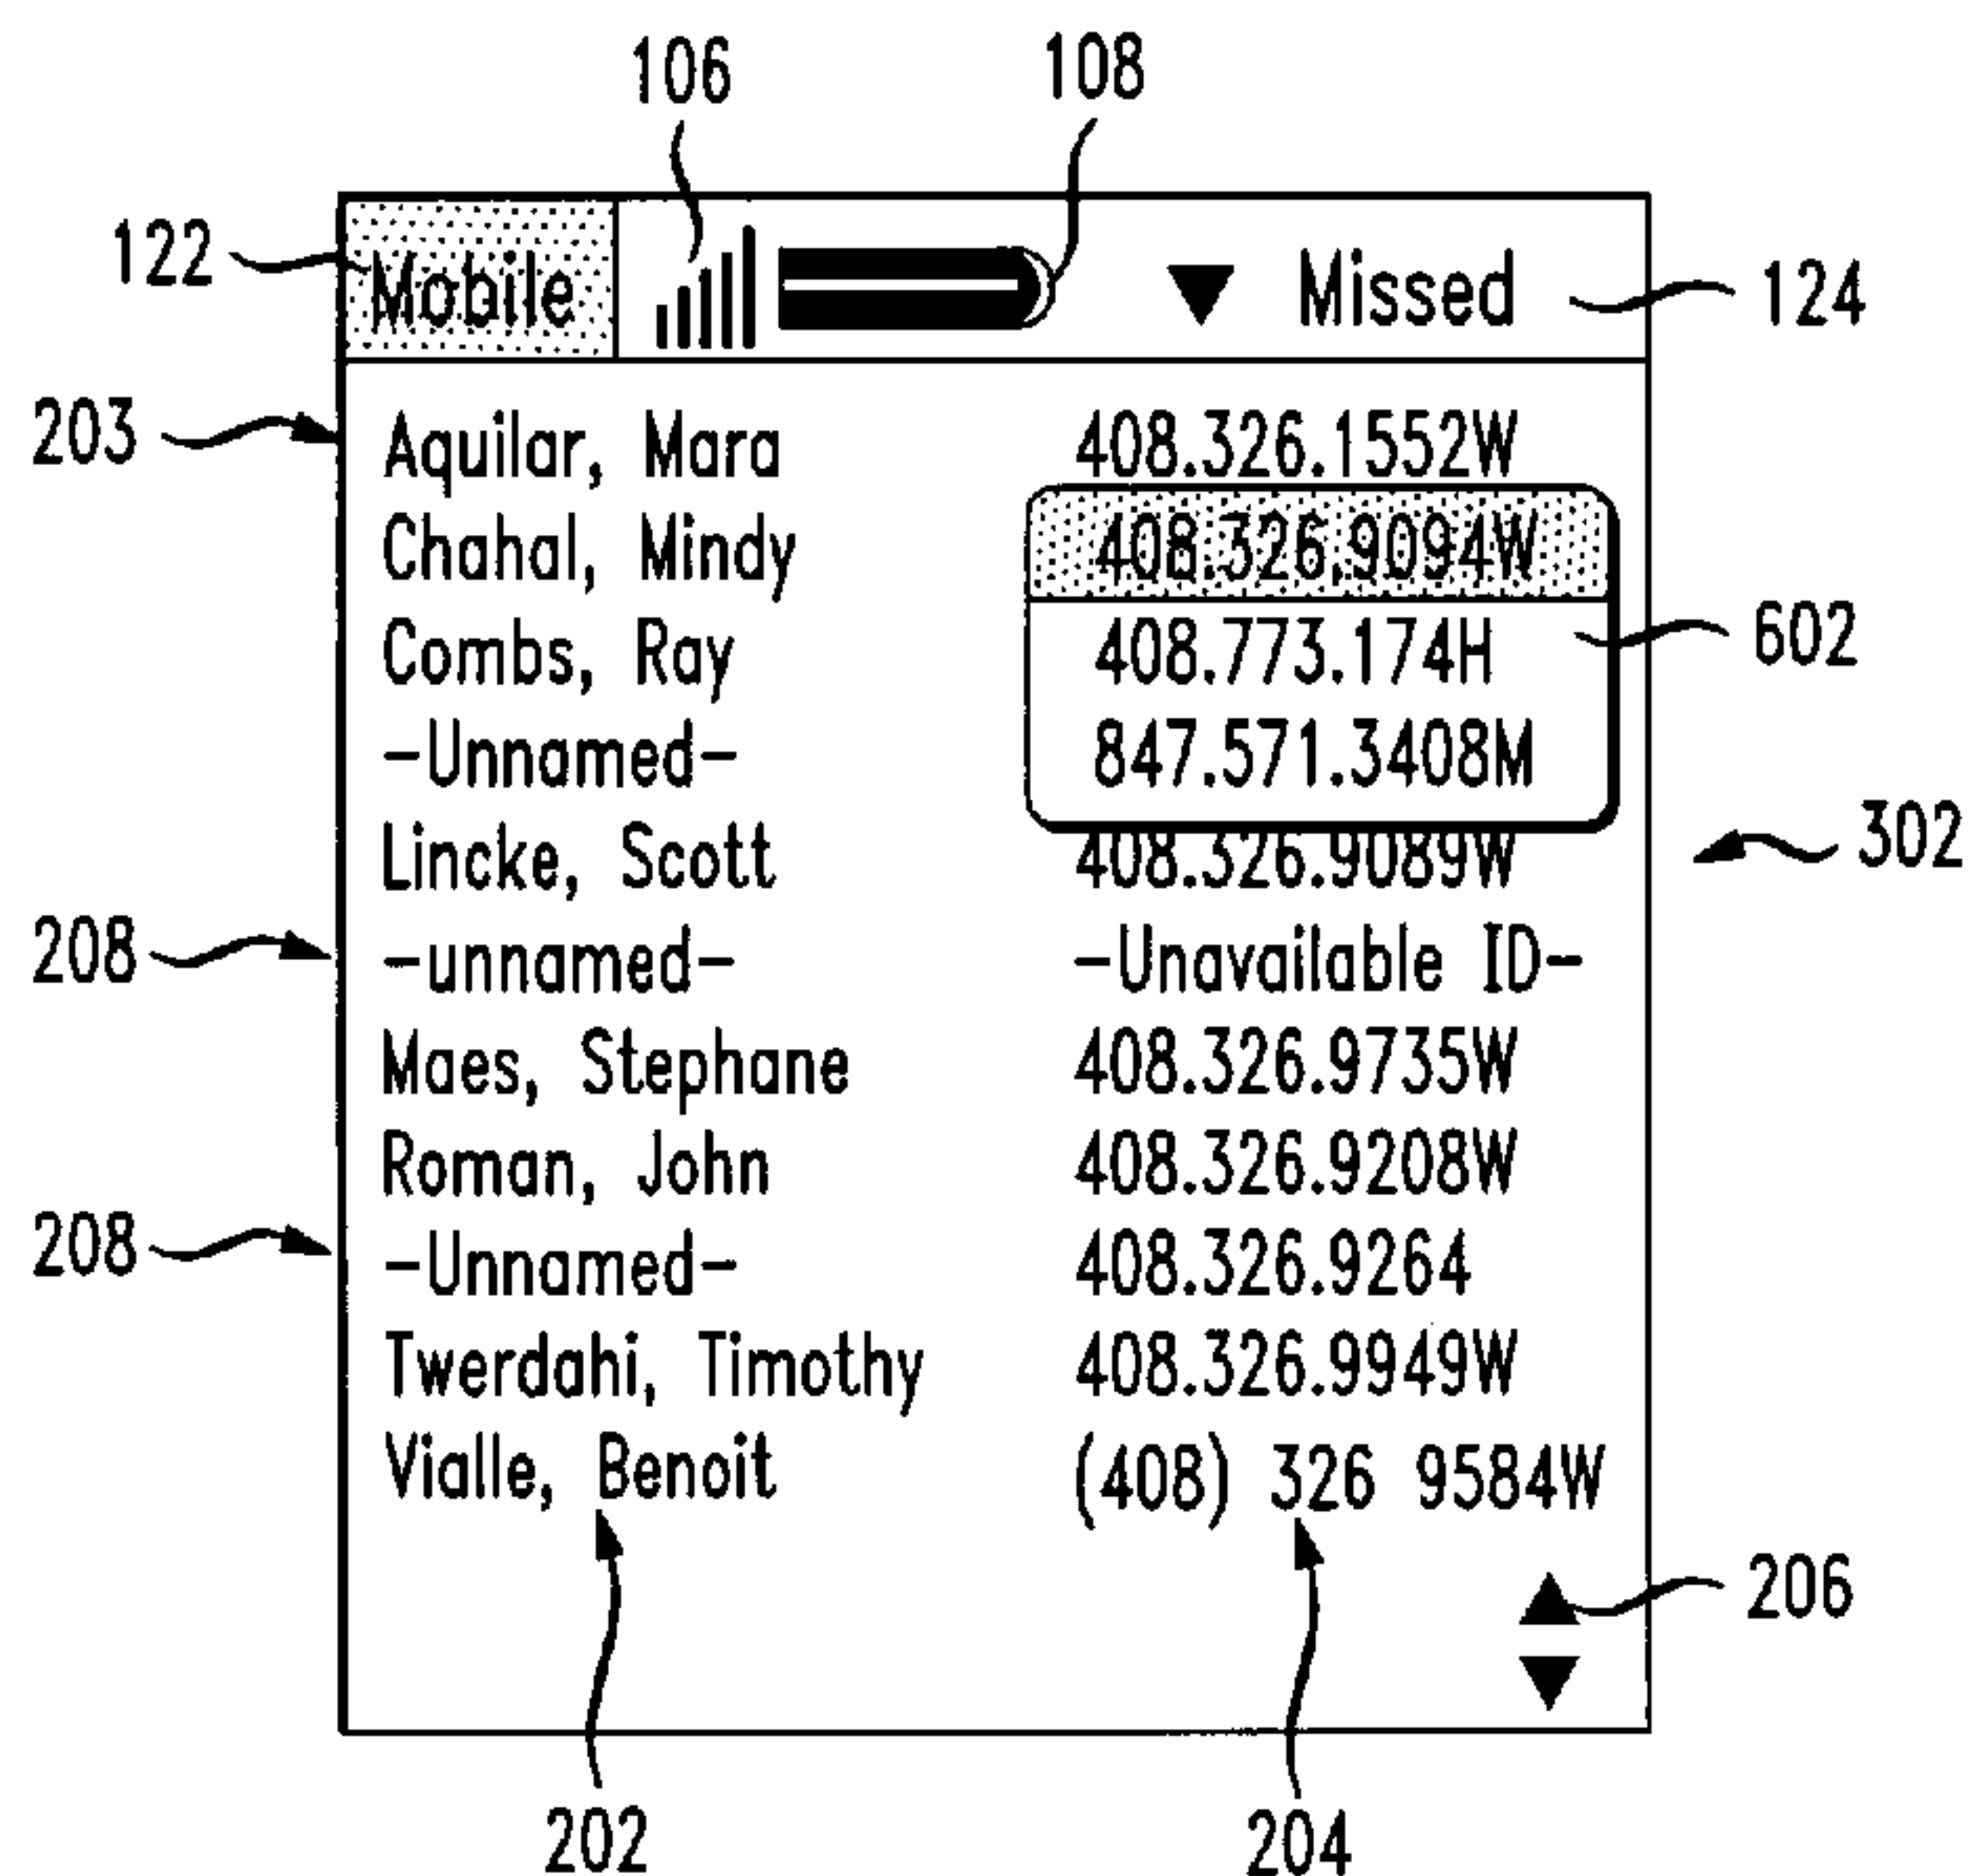 106 108
122 Mobile Missed 124
203 Aquilar, Mara 408.326.1552W
Chahal, Mindy 408.326.9094W
Combs, Ray 408.773.174H 602
-Unnamed- 847.571.3408M
Lincke, Scott 408.326.9089W 302
208 -unnamed- -Unavailable ID-
Maes, Stephane 408.326.9735W
Roman, John 408.326.9208W
208 -Unnamed- 408.326.9264
Twerdahi, Timothy 408.326.9949W
Vialle, Benoit (408) 326 9584W
206
202 204